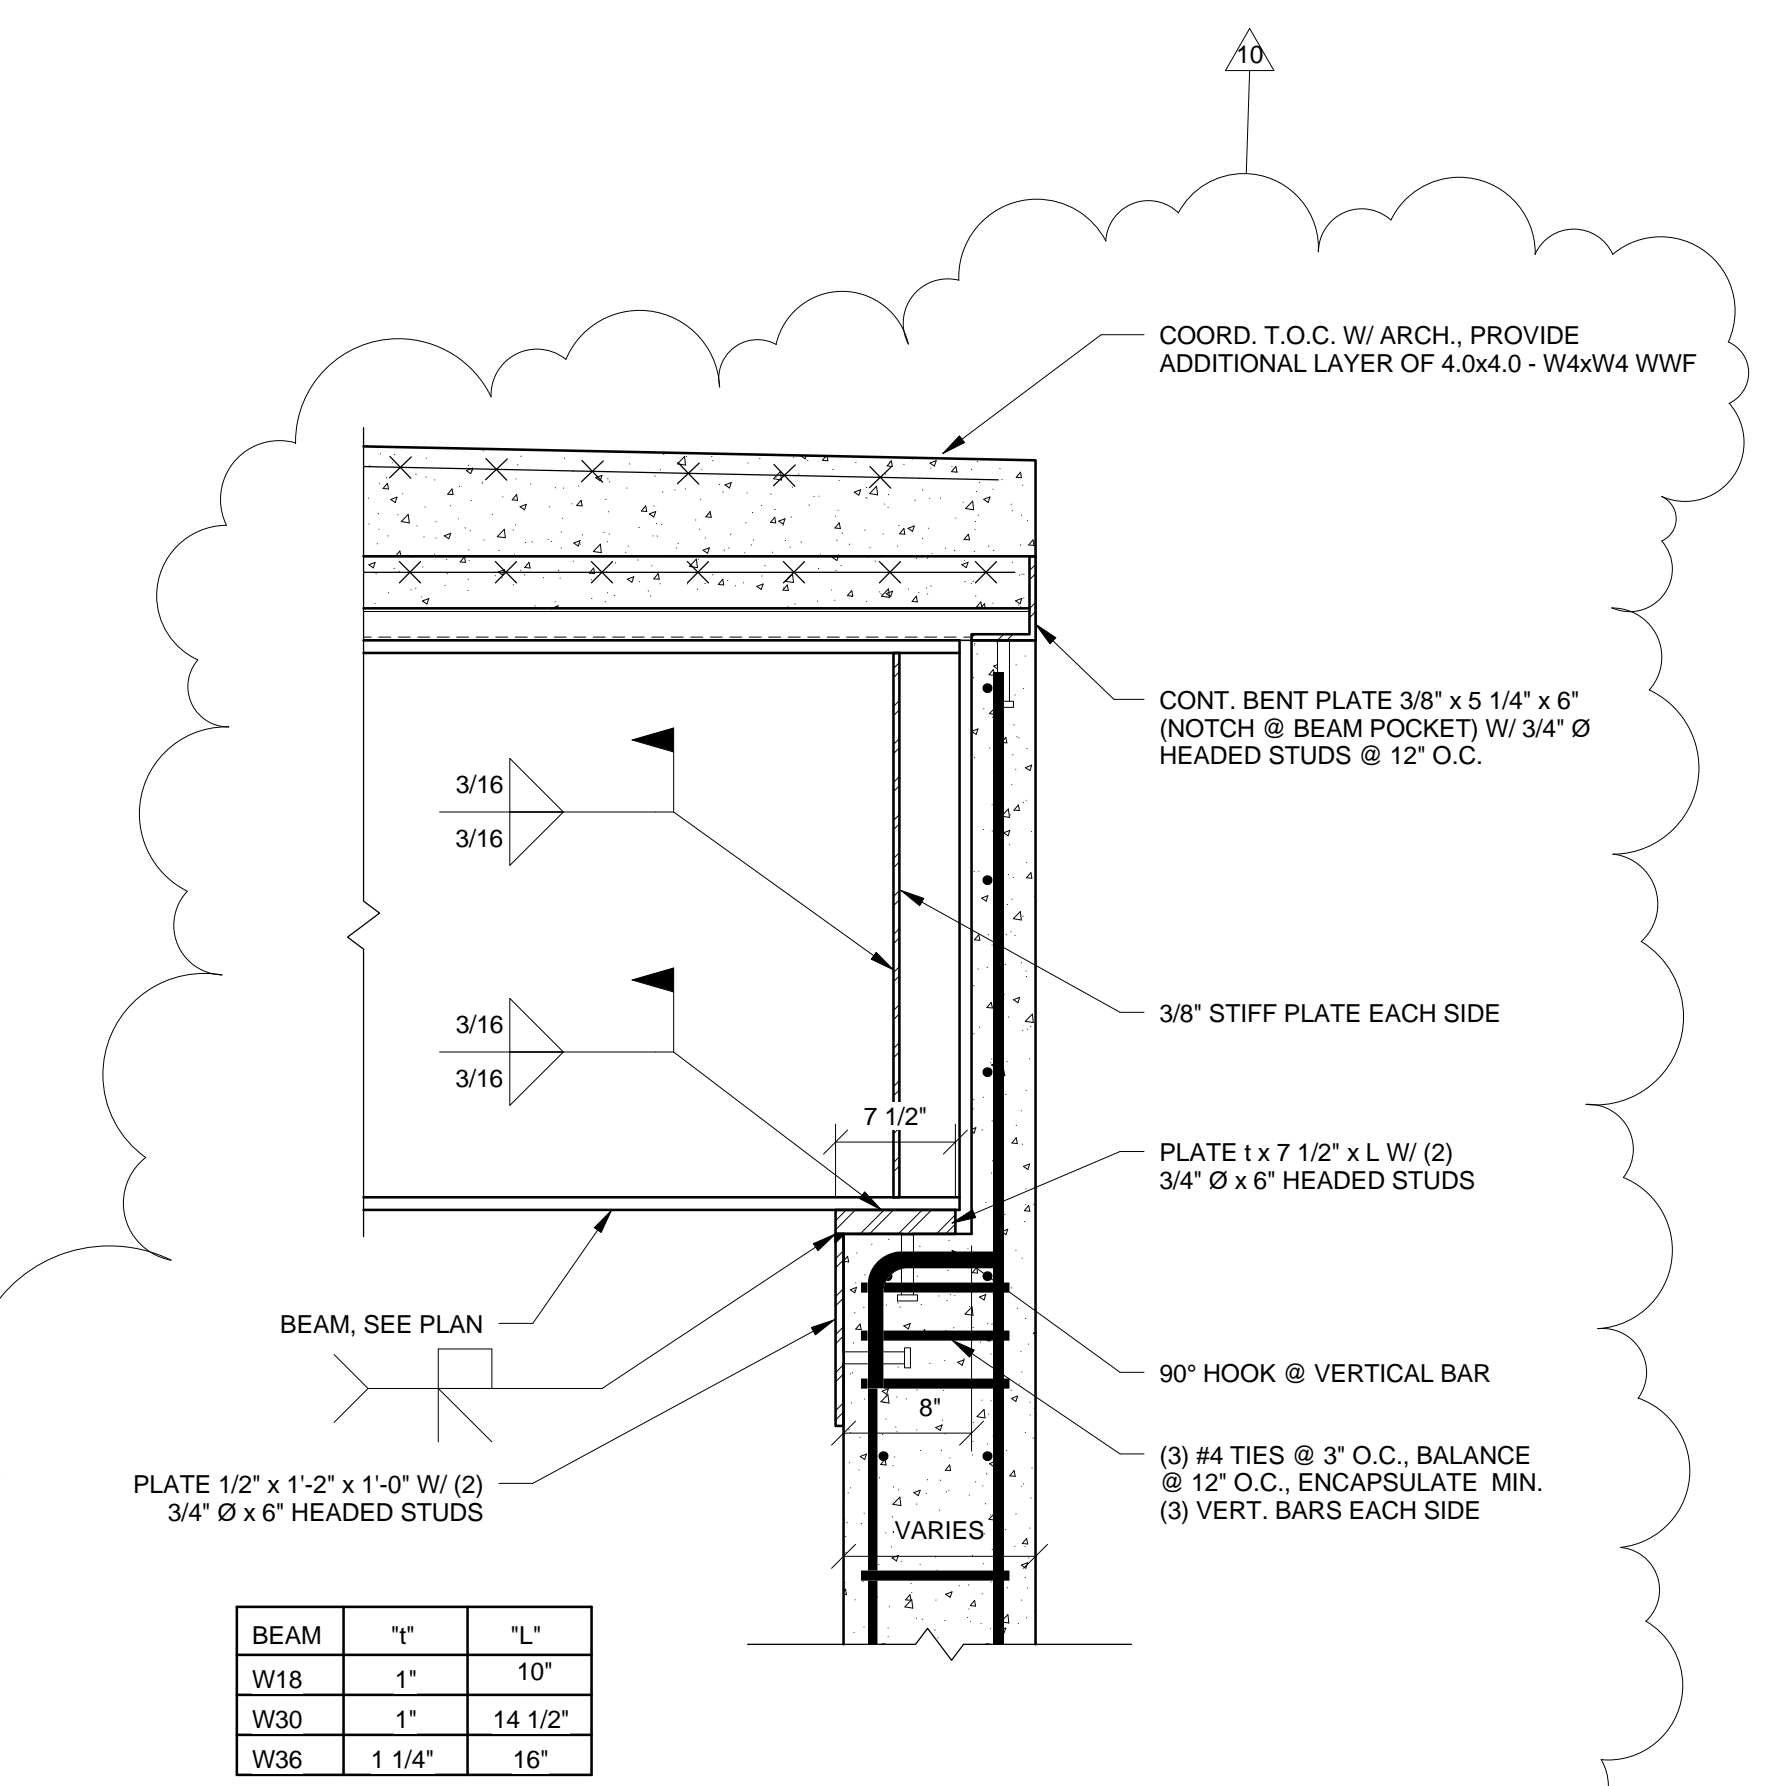 10
COORD. T.O.C. W/ ARCH., PROVIDE
ADDITIONAL LAYER OF 4.0x4.0 - W4xW4 WWF
CONT. BENT PLATE 3/8" x 5 1/4" x 6"
(NOTCH @ BEAM POCKET) W/ 3/4" Ø
HEADED STUDS @ 12" O.C.
3/16
3/16
3/8" STIFF PLATE EACH SIDE
3/16
3/16
7 1/2"
PLATE t x 7 1/2" x L W/ (2)
3/4" Ø x 6" HEADED STUDS
BEAM, SEE PLAN
90° HOOK @ VERTICAL BAR
8"
(3) #4 TIES @ 3" O.C., BALANCE
@ 12" O.C., ENCAPSULATE MIN.
(3) VERT. BARS EACH SIDE
PLATE 1/2" x 1'-2" x 1'-0" W/ (2)
3/4" Ø x 6" HEADED STUDS
VARIES
BEAM "t" "L"
W18 1" 10"
W30 1" 14 1/2"
W36 1 1/4" 16"